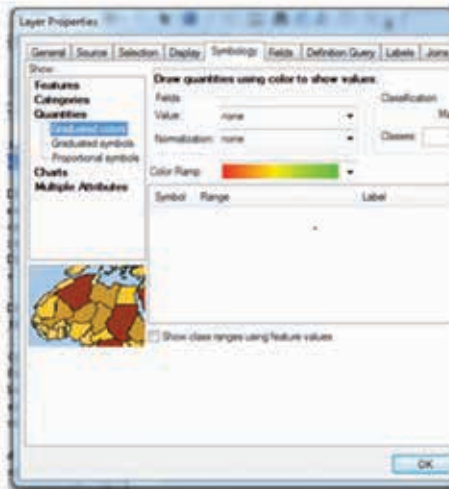 Layer Properties
General Source Selection Display Symbology Fields Definition Query Labels Joins
Show:
Features
Categories
Quantities
Graduated colors
Graduated symbols
Proportional symbols
Charts
Multiple Attributes
Draw quantities using color to show values
Fields
Value: none
Normalization: none
Classification
Classes:
Color Ramp:
Symbol Range Label
Show class ranges using feature values
OK